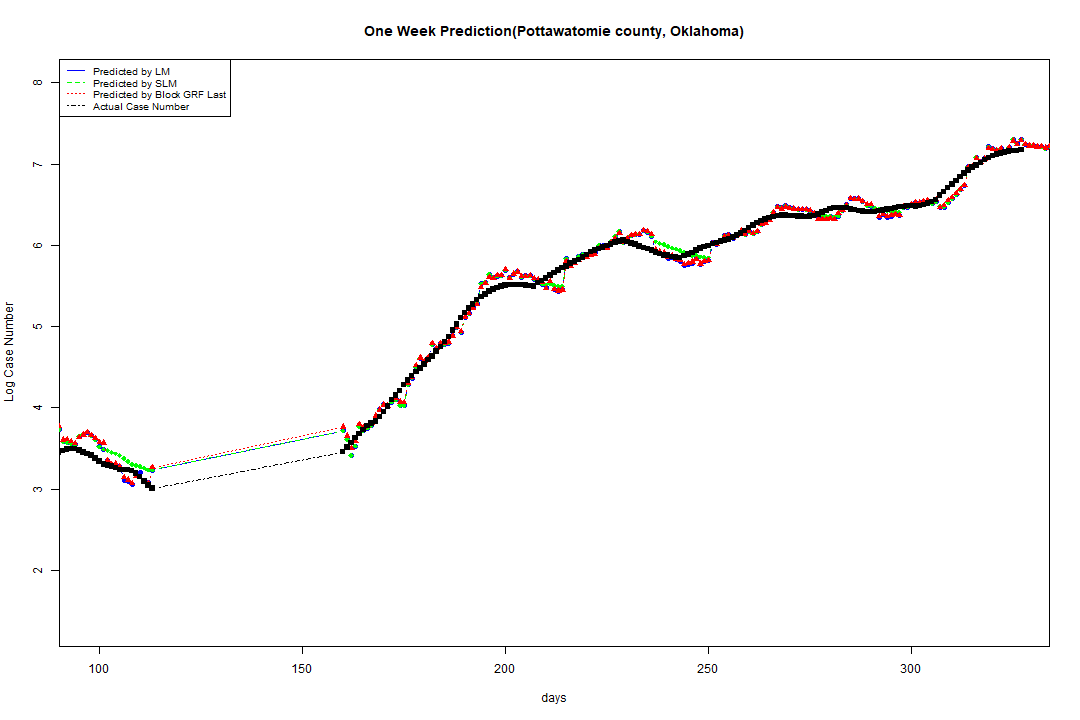 One Week Prediction(Pottawatomie county, Oklahoma)
Predicted by LM
Predicted by SLM
Predicted by Block GRF Last
Actual Case Number
8
7
6
5
4
3
2
Log Case Number
100 150 200 250 300
days